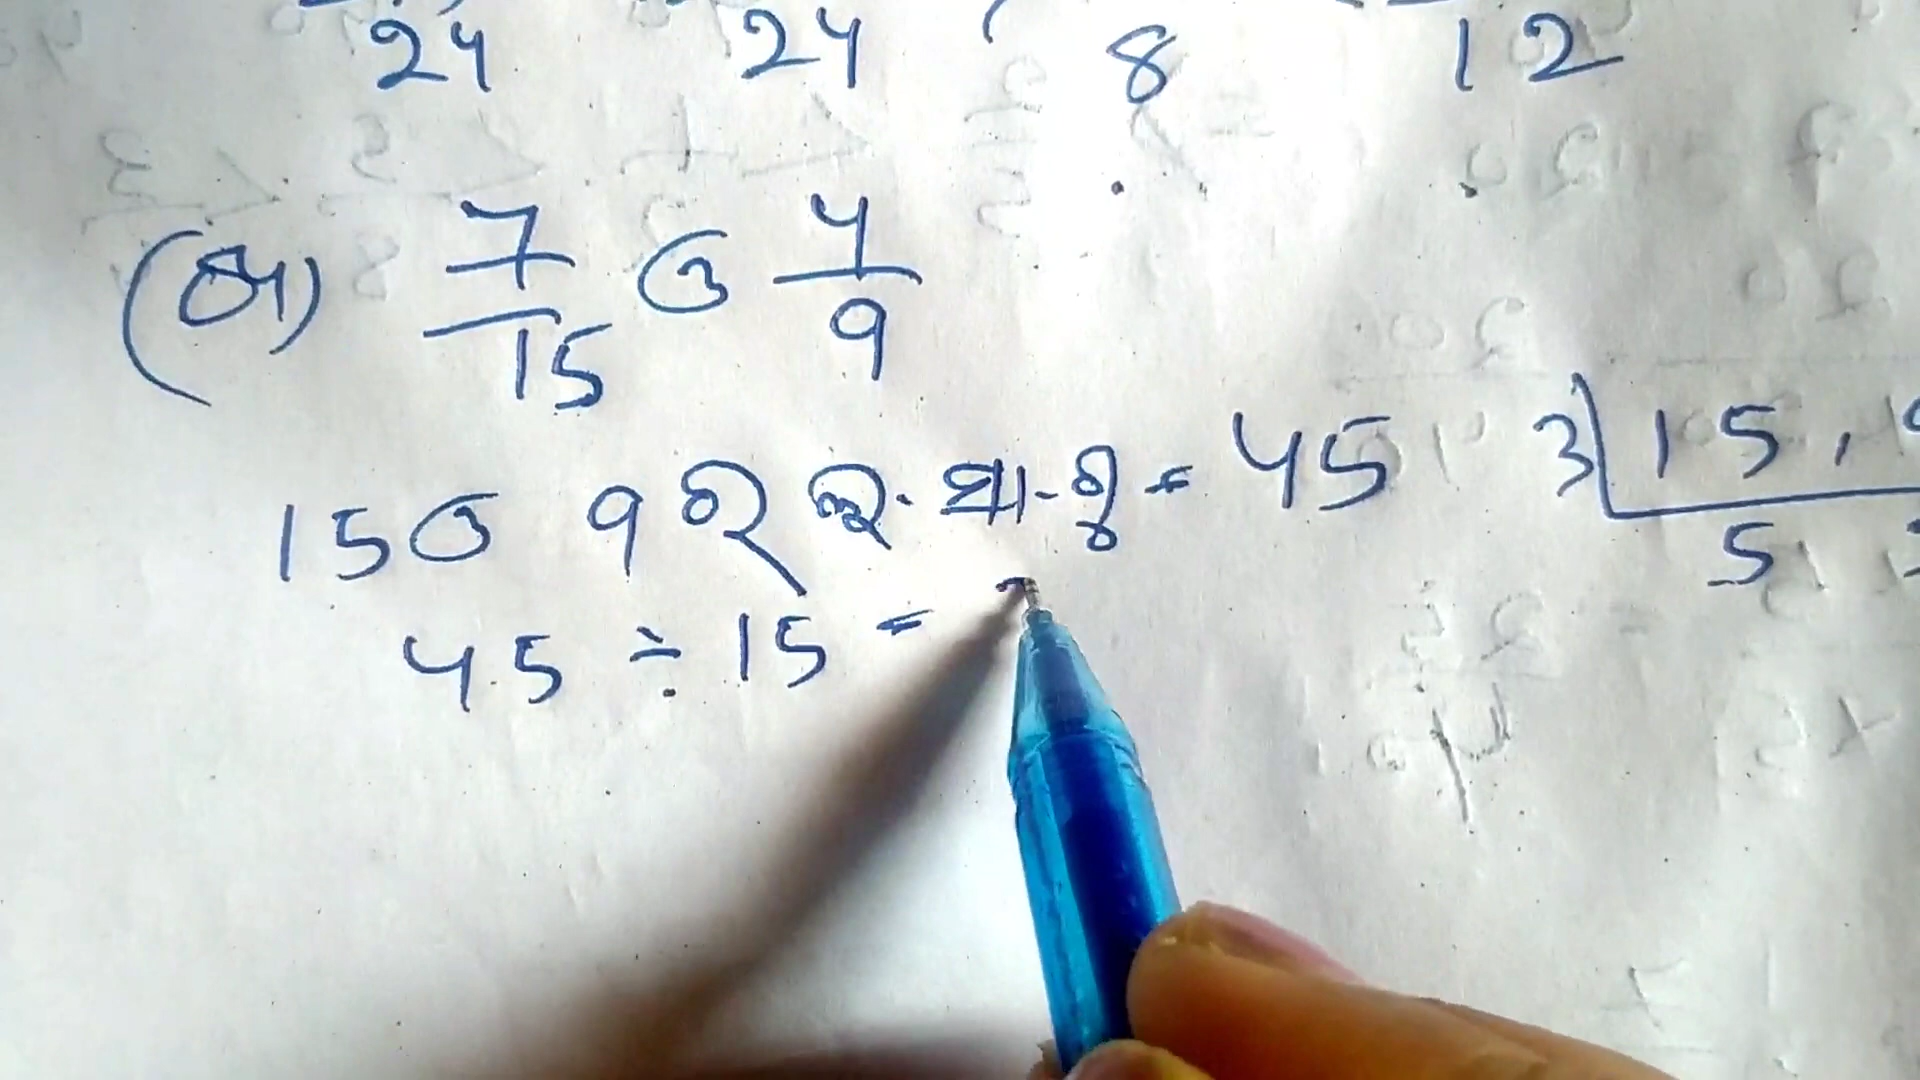 24 24 8 12
(ଖ) 7/15 ଓ 4/9
15 ଓ 9 ର ଲ.ସା.ଗୁ = 45 3 | 15,
5
45 ÷ 15 =